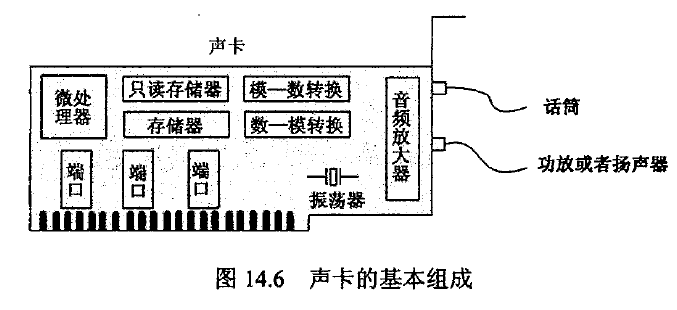 声卡
微处
理器
只读存储器
模—数转换
存储器
数—模转换
音频放大器
话筒
功放或者扬声器
端口
端口
端口
振荡器
图 14.6 声卡的基本组成